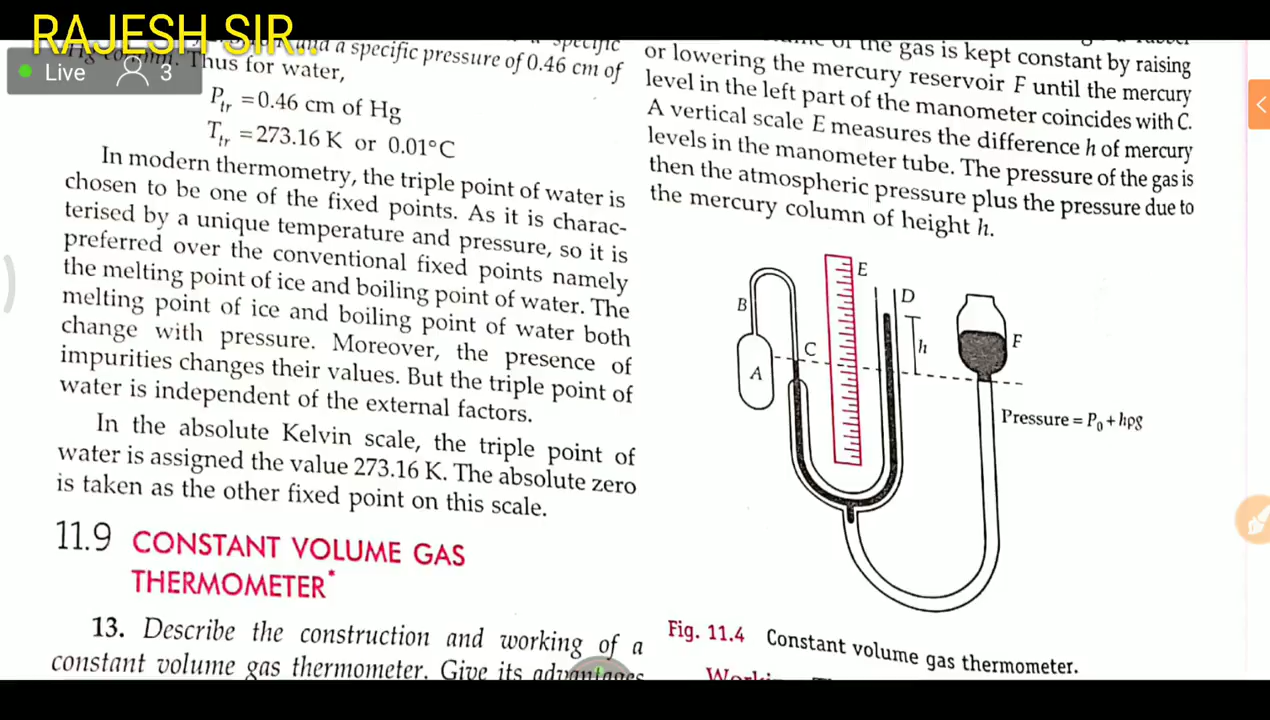 RAJESH SIR..
Live 3
and a specific pressure of 0.46 cm of
Hg column. Thus for water,
Ptr = 0.46 cm of Hg
Ttr = 273.16 K or 0.01°C
In modern thermometry, the triple point of water is
chosen to be one of the fixed points. As it is charac-
terised by a unique temperature and pressure, so it is
preferred over the conventional fixed points namely
the melting point of ice and boiling point of water. The
melting point of ice and boiling point of water both
change with pressure. Moreover, the presence of
impurities changes their values. But the triple point of
water is independent of the external factors.
In the absolute Kelvin scale, the triple point of
water is assigned the value 273.16 K. The absolute zero
is taken as the other fixed point on this scale.
11.9 CONSTANT VOLUME GAS
THERMOMETER*
13. Describe the construction and working of a
constant volume gas thermometer. Give its advantages
of the gas is kept constant by raising
or lowering the mercury reservoir F until the mercury
level in the left part of the manometer coincides with C.
A vertical scale E measures the difference h of mercury
levels in the manometer tube. The pressure of the gas is
then the atmospheric pressure plus the pressure due to
the mercury column of height h.
E
D
B
h
F
C
A
Pressure = P0 + hρg
Fig. 11.4 Constant volume gas thermometer.